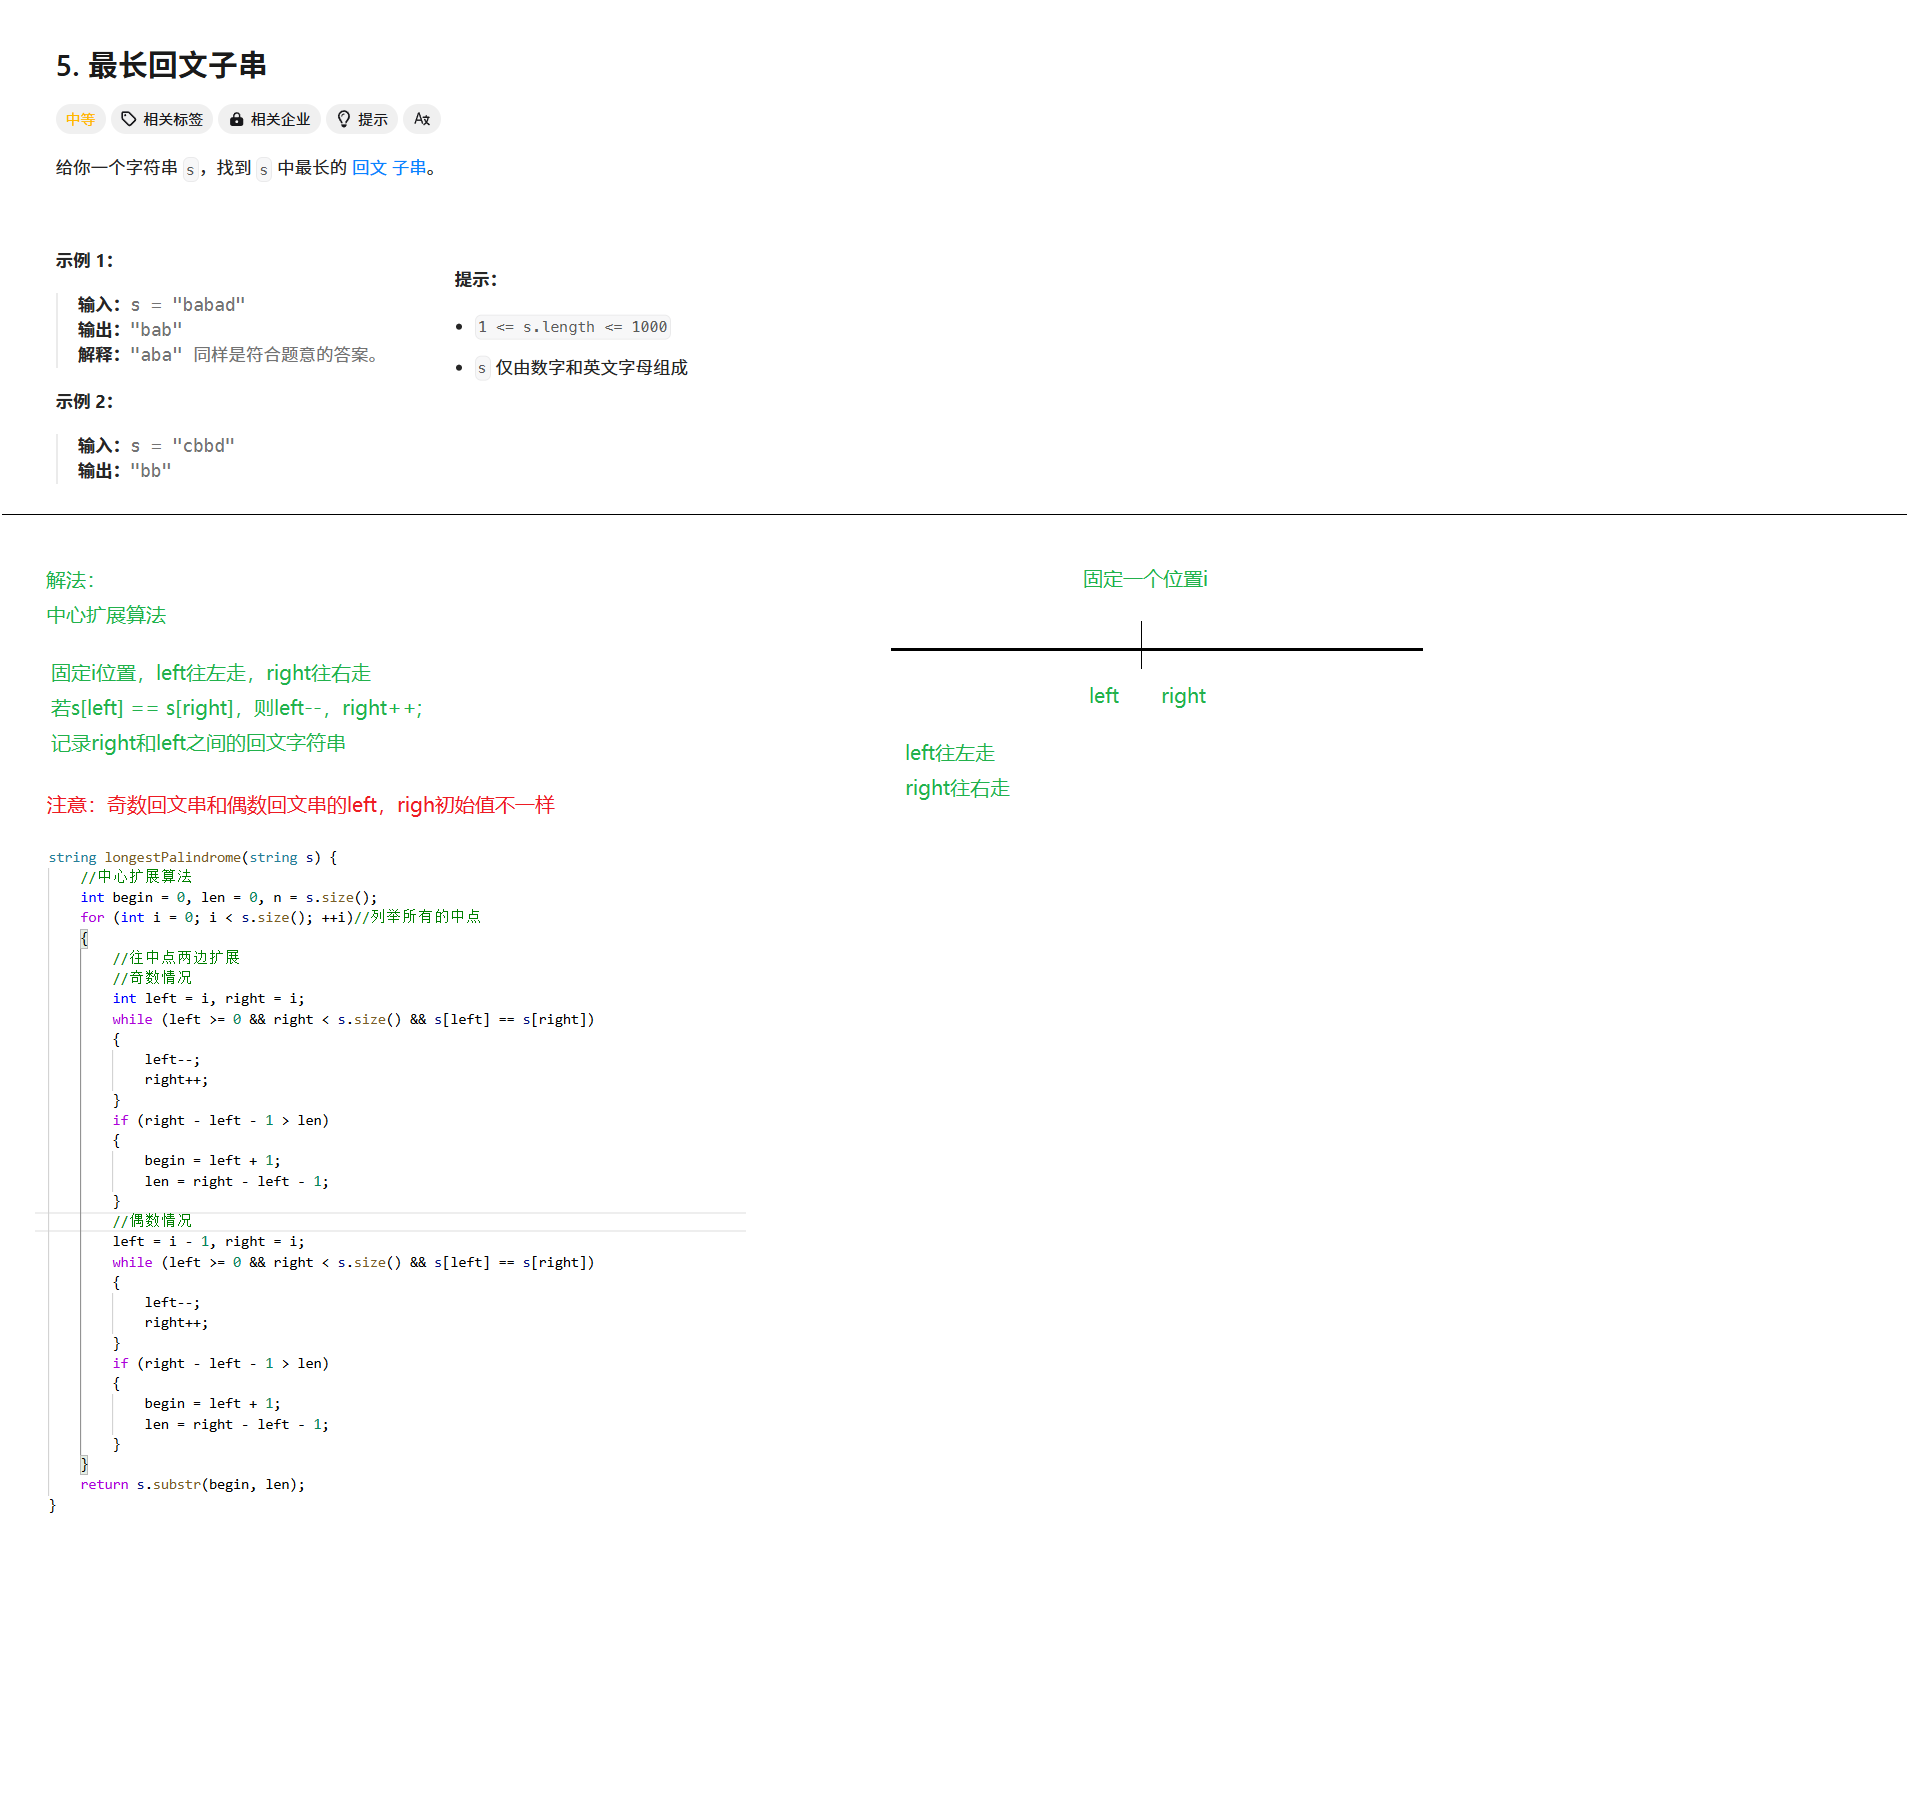 5. 最长回文子串
中等 相关标签 相关企业 提示
给你一个字符串 s，找到 s 中最长的 回文 子串。
示例 1：
输入：s = "babad"
输出："bab"
解释："aba" 同样是符合题意的答案。
示例 2：
输入：s = "cbbd"
输出："bb"
提示：
1 <= s.length <= 1000
s 仅由数字和英文字母组成
解法：
中心扩展算法
固定i位置，left往左走，right往右走
若s[left] == s[right]，则left--，right++;
记录right和left之间的回文字符串
注意：奇数回文串和偶数回文串的left，righ初始值不一样
固定一个位置i
left right
left往左走
right往右走
string longestPalindrome(string s) {
//中心扩展算法
int begin = 0, len = 0, n = s.size();
for (int i = 0; i < s.size(); ++i)//列举所有的中点
{
//往中点两边扩展
//奇数情况
int left = i, right = i;
while (left >= 0 && right < s.size() && s[left] == s[right])
{
left--;
right++;
}
if (right - left - 1 > len)
{
begin = left + 1;
len = right - left - 1;
}
//偶数情况
left = i - 1, right = i;
while (left >= 0 && right < s.size() && s[left] == s[right])
{
left--;
right++;
}
if (right - left - 1 > len)
{
begin = left + 1;
len = right - left - 1;
}
}
return s.substr(begin, len);
}